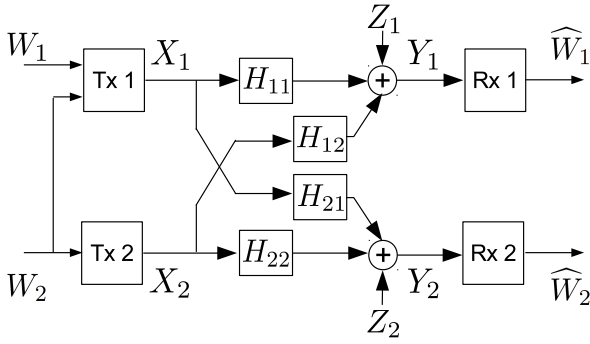 Z₁
W₁ X₁ Y₁ Ŵ₁
Tx 1 H₁₁ + Rx 1
H₁₂
H₂₁
Tx 2 H₂₂ + Rx 2
W₂ X₂ Y₂ Ŵ₂
Z₂